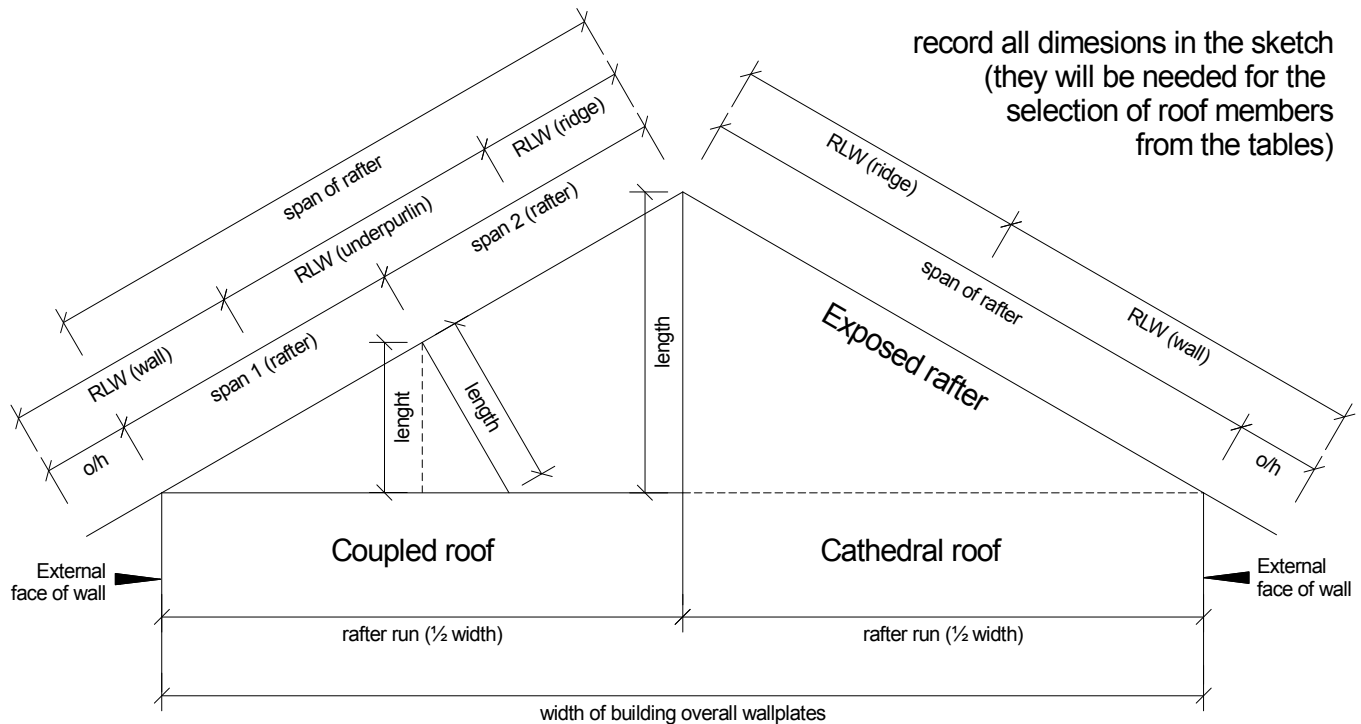 record all dimesions in the sketch
(they will be needed for the
selection of roof members
from the tables)
span of rafter
RLW (wall)
RLW (underpurlin)
RLW (ridge)
o/h
span 1 (rafter)
span 2 (rafter)
RLW (ridge)
RLW (wall)
span of rafter
o/h
lenght
length
length
Exposed rafter
Coupled roof
Cathedral roof
External
face of wall
External
face of wall
rafter run (½ width)
rafter run (½ width)
width of building overall wallplates